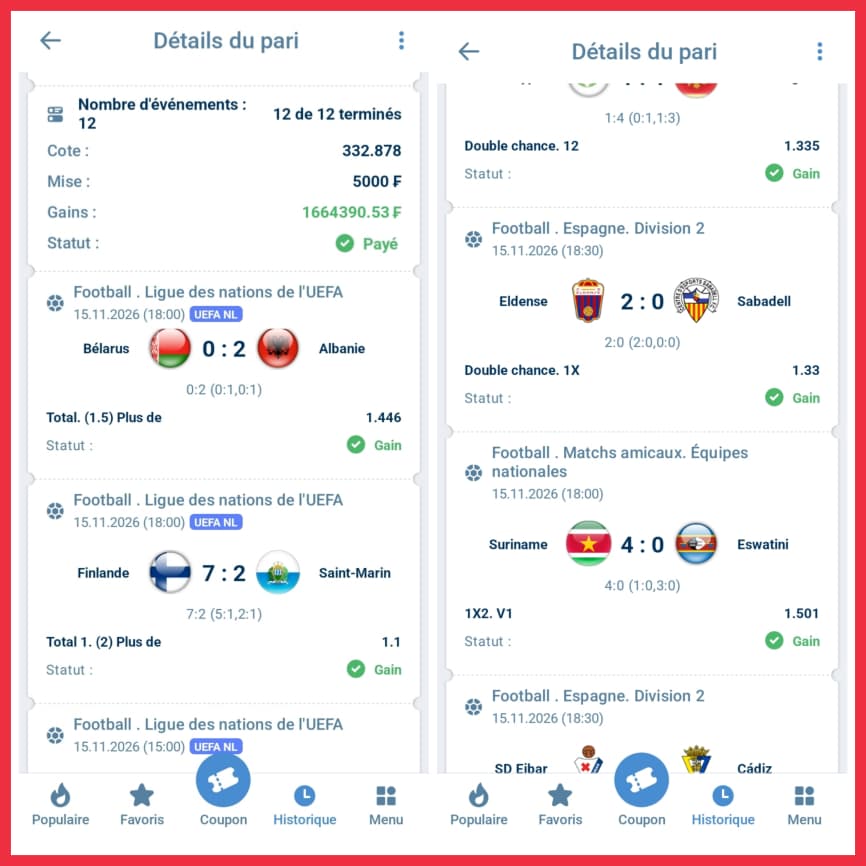 Détails du pari
Nombre d'événements :
12
12 de 12 terminés
Cote :
332.878
Mise :
5000 ₣
Gains :
1664390.53 ₣
Statut :
Payé
Football . Ligue des nations de l'UEFA
15.11.2026 (18:00) UEFA NL
Bélarus 0 : 2 Albanie
0:2 (0:1,0:1)
Total. (1.5) Plus de 1.446
Statut : Gain
Football . Ligue des nations de l'UEFA
15.11.2026 (18:00) UEFA NL
Finlande 7 : 2 Saint-Marin
7:2 (5:1,2:1)
Total 1. (2) Plus de 1.1
Statut : Gain
Football . Ligue des nations de l'UEFA
15.11.2026 (15:00) UEFA NL
Populaire Favoris Coupon Historique Menu
Détails du pari
1:4 (0:1,1:3)
Double chance. 12 1.335
Statut : Gain
Football . Espagne. Division 2
15.11.2026 (18:30)
Eldense 2 : 0 Sabadell
2:0 (2:0,0:0)
Double chance. 1X 1.33
Statut : Gain
Football . Matchs amicaux. Équipes
nationales
15.11.2026 (18:00)
Suriname 4 : 0 Eswatini
4:0 (1:0,3:0)
1X2. V1 1.501
Statut : Gain
Football . Espagne. Division 2
15.11.2026 (18:30)
SD Eibar Cádiz
Populaire Favoris Coupon Historique Menu